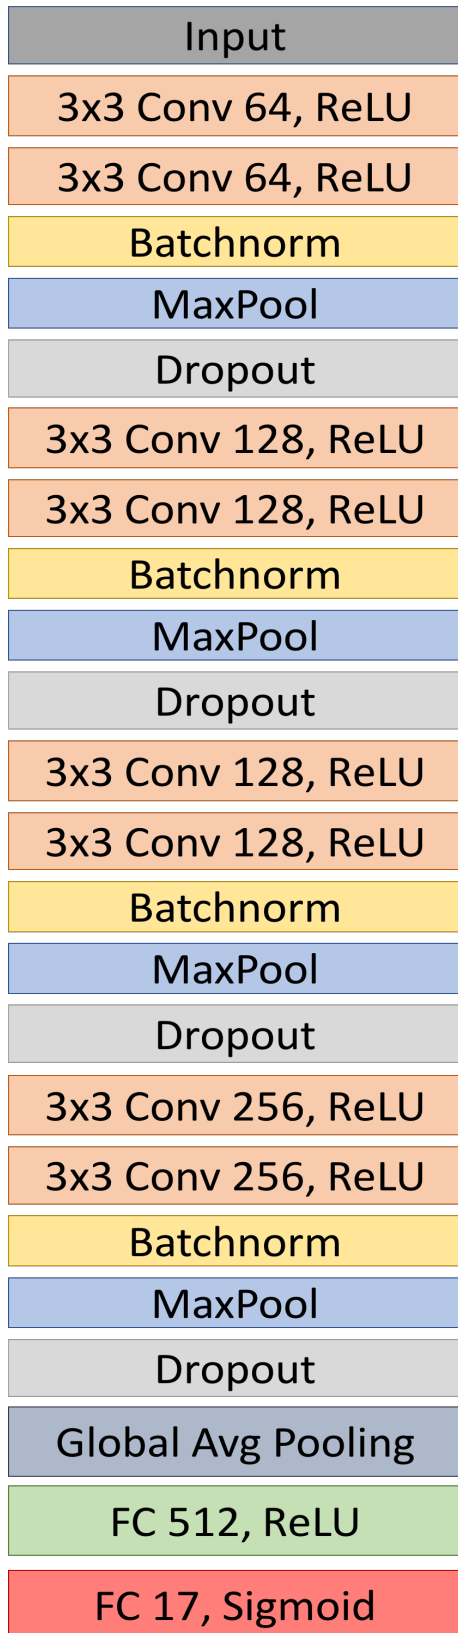 Input
3x3 Conv 64, ReLU
3x3 Conv 64, ReLU
Batchnorm
MaxPool
Dropout
3x3 Conv 128, ReLU
3x3 Conv 128, ReLU
Batchnorm
MaxPool
Dropout
3x3 Conv 128, ReLU
3x3 Conv 128, ReLU
Batchnorm
MaxPool
Dropout
3x3 Conv 256, ReLU
3x3 Conv 256, ReLU
Batchnorm
MaxPool
Dropout
Global Avg Pooling
FC 512, ReLU
FC 17, Sigmoid